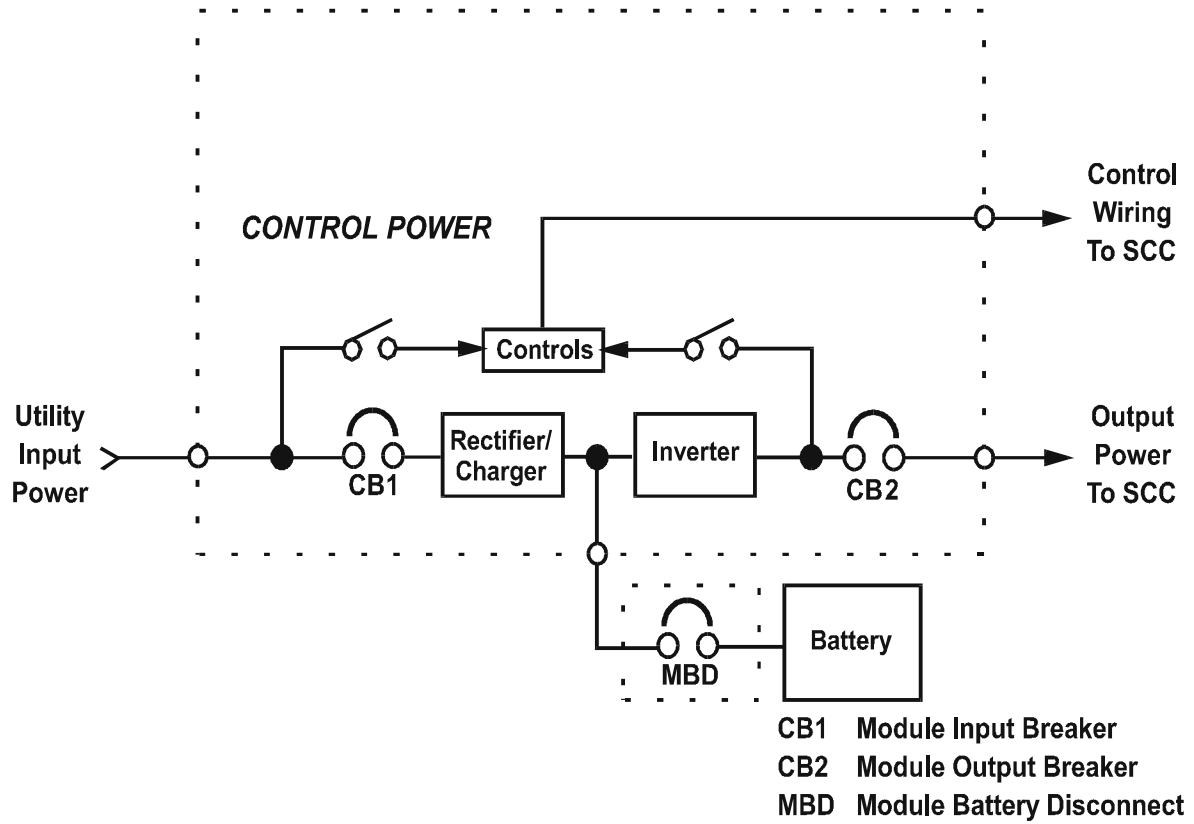 Control
Wiring
To SCC
CONTROL POWER
Controls
Utility
Input
Power
CB1
Rectifier/
Charger
Inverter
CB2
Output
Power
To SCC
MBD
Battery
CB1 Module Input Breaker
CB2 Module Output Breaker
MBD Module Battery Disconnect